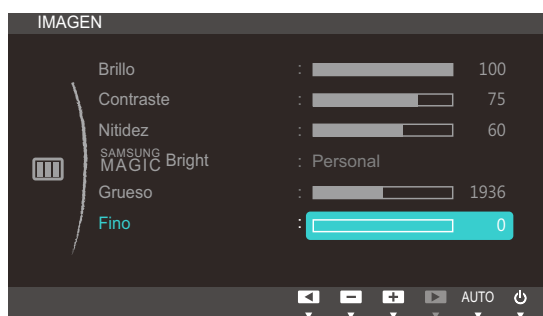 IMAGEN
Brillo : 100
Contraste : 75
Nitidez : 60
SAMSUNG MAGIC Bright : Personal
Grueso : 1936
Fino : 0
AUTO